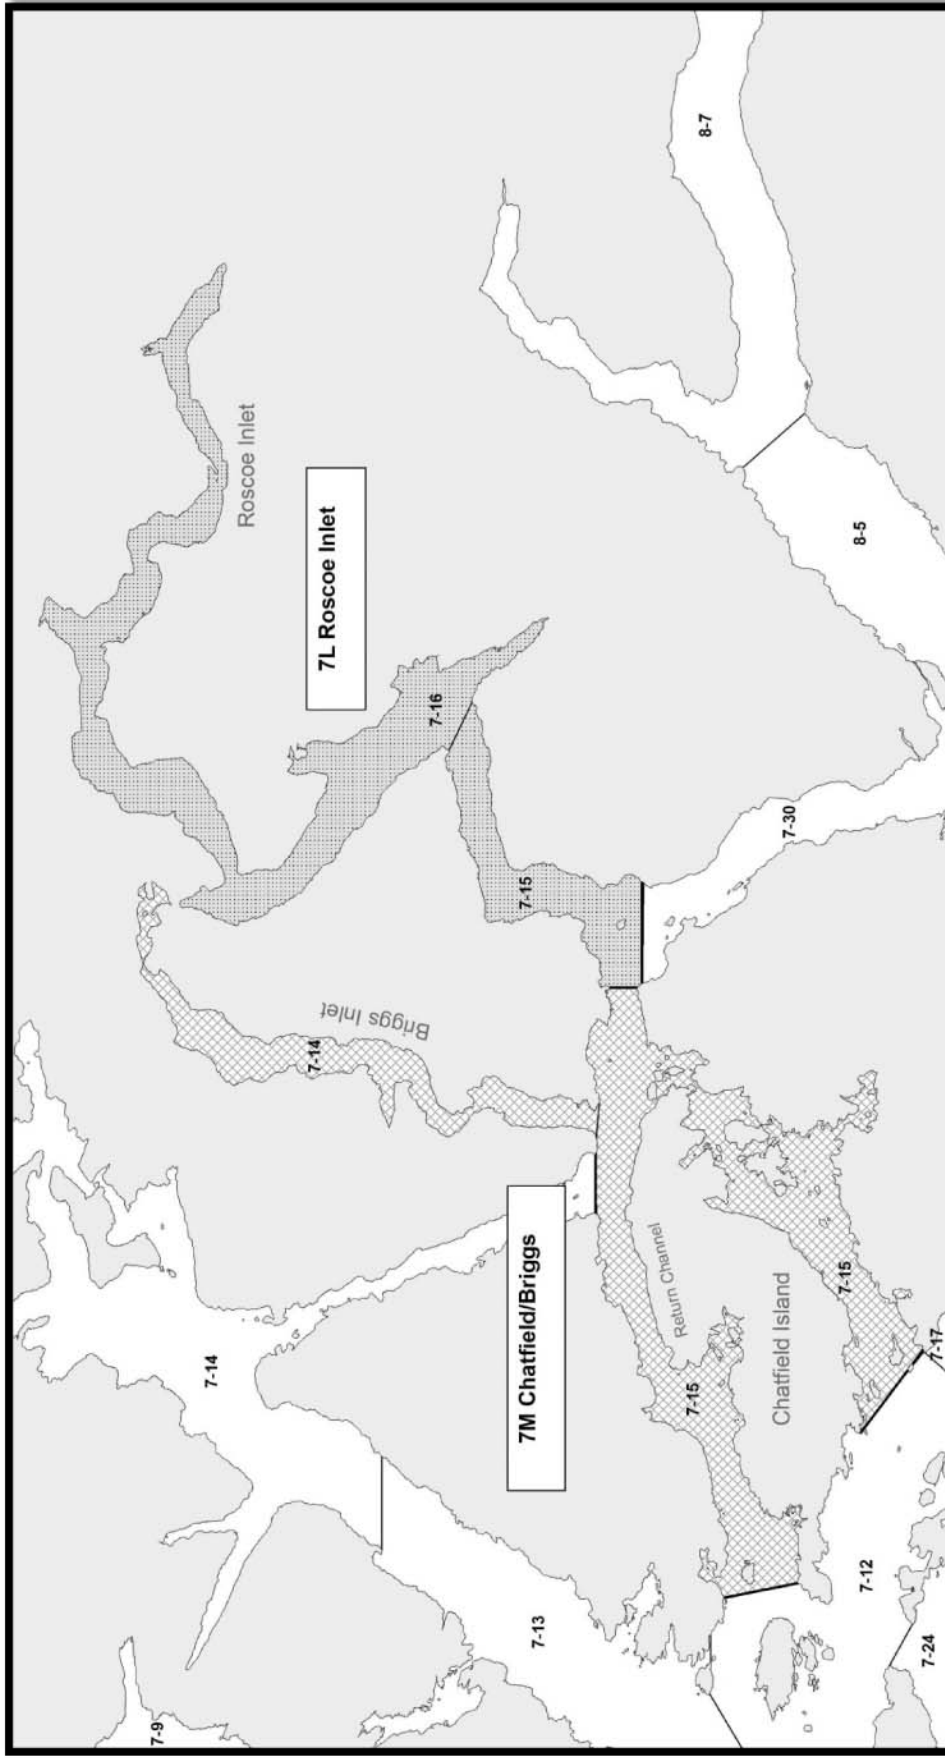 8-7
Roscoe Inlet
7L Roscoe Inlet
8-5
7-16
7-30
7-15
Briggs Inlet
7-14
7M Chatfield/Briggs
Return Channel
7-15
7-15
Chatfield Island
7-17
7-14
7-12
7-13
7-24
7-9